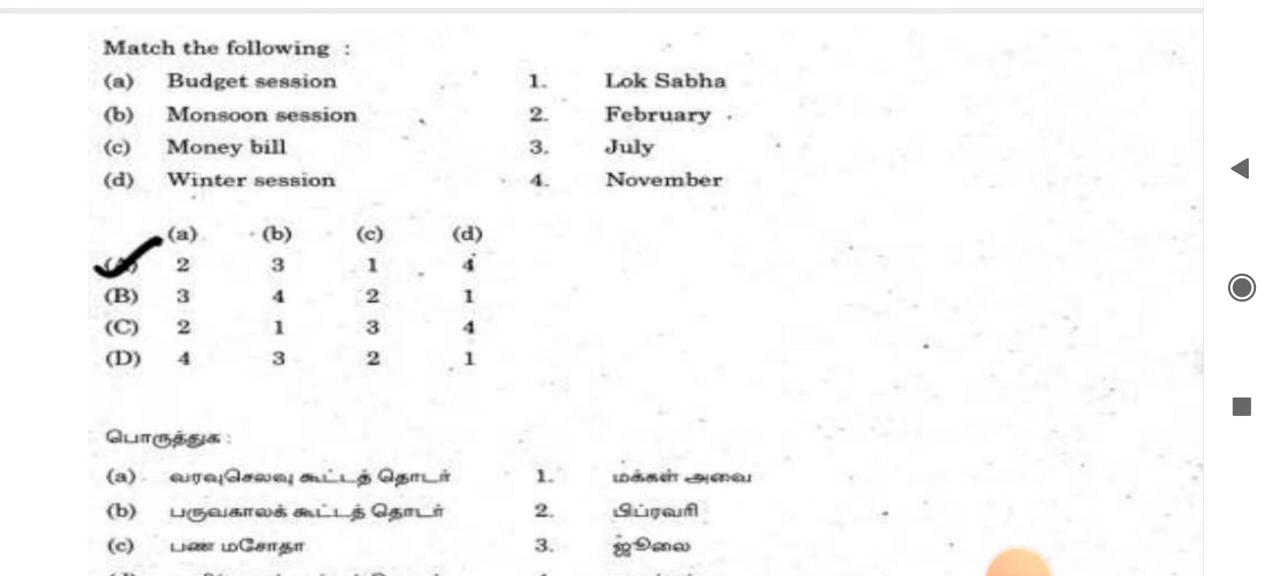 Match the following :
(a) Budget session 1. Lok Sabha
(b) Monsoon session 2. February
(c) Money bill 3. July
(d) Winter session 4. November
(a) (b) (c) (d)
(A) 2 3 1 4
(B) 3 4 2 1
(C) 2 1 3 4
(D) 4 3 2 1
பொருத்துக :
(a) வரவுசெலவு கூட்டத் தொடர் 1. மக்கள் அவை
(b) பருவகாலக் கூட்டத் தொடர் 2. பிப்ரவரி
(c) பண மசோதா 3. ஜூலை